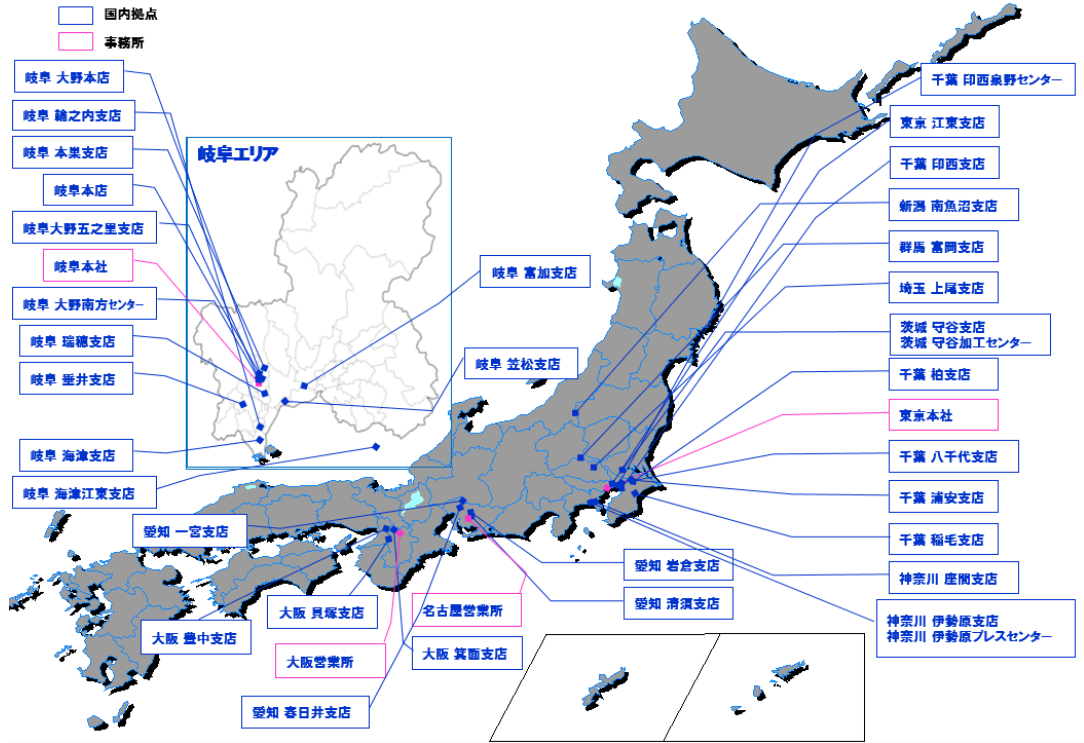 国内拠点
事務所
岐阜 大野本店
岐阜 輪之内支店
岐阜 本巣支店
岐阜本店
岐阜大野五之里支店
岐阜本社
岐阜 大野南方センター
岐阜 瑞穂支店
岐阜 垂井支店
岐阜 海津支店
岐阜 海津江東支店
岐阜エリア
岐阜 富加支店
岐阜 笠松支店
千葉 印西泉野センター
東京 江東支店
千葉 印西支店
新潟 南魚沼支店
群馬 富岡支店
埼玉 上尾支店
茨城 守谷支店
茨城 守谷加工センター
千葉 柏支店
東京本社
千葉 八千代支店
千葉 浦安支店
千葉 稲毛支店
神奈川 座間支店
神奈川 伊勢原支店
神奈川 伊勢原プレスセンター
愛知 一宮支店
愛知 岩倉支店
愛知 清須支店
大阪 貝塚支店
名古屋営業所
大阪 豊中支店
大阪営業所
大阪 箕面支店
愛知 春日井支店